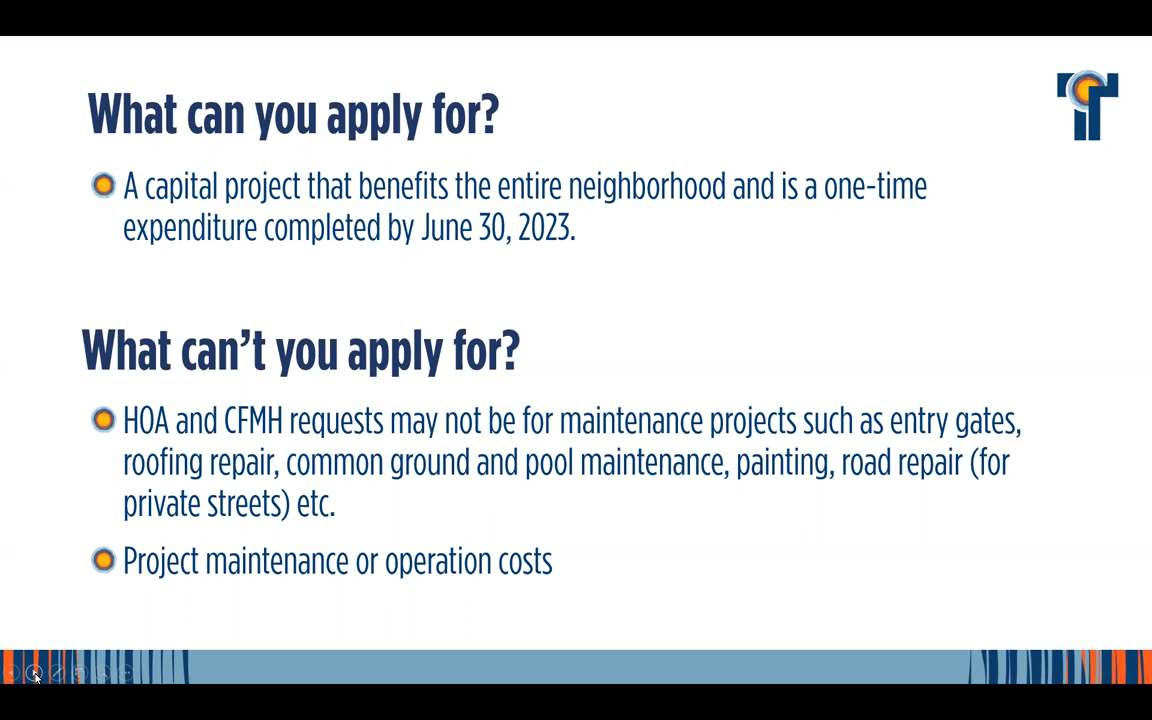 What can you apply for?
A capital project that benefits the entire neighborhood and is a one-time
expenditure completed by June 30, 2023.
What can’t you apply for?
HOA and CFMH requests may not be for maintenance projects such as entry gates,
roofing repair, common ground and pool maintenance, painting, road repair (for
private streets) etc.
Project maintenance or operation costs